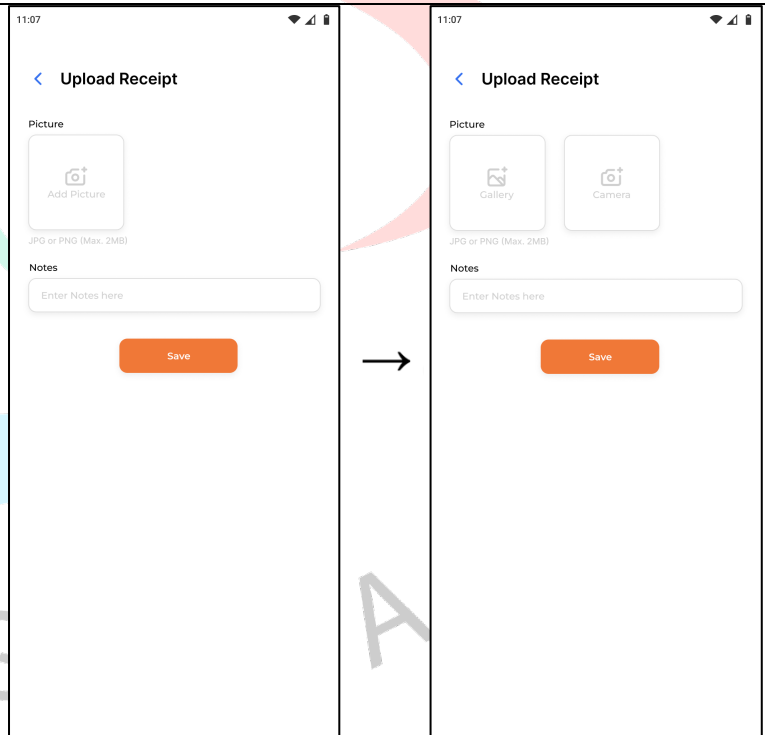 11:07
Upload Receipt
Picture
Add Picture
JPG or PNG (Max. 2MB)
Notes
Enter Notes here
Save
→
11:07
Upload Receipt
Picture
Gallery
Camera
JPG or PNG (Max. 2MB)
Notes
Enter Notes here
Save
A